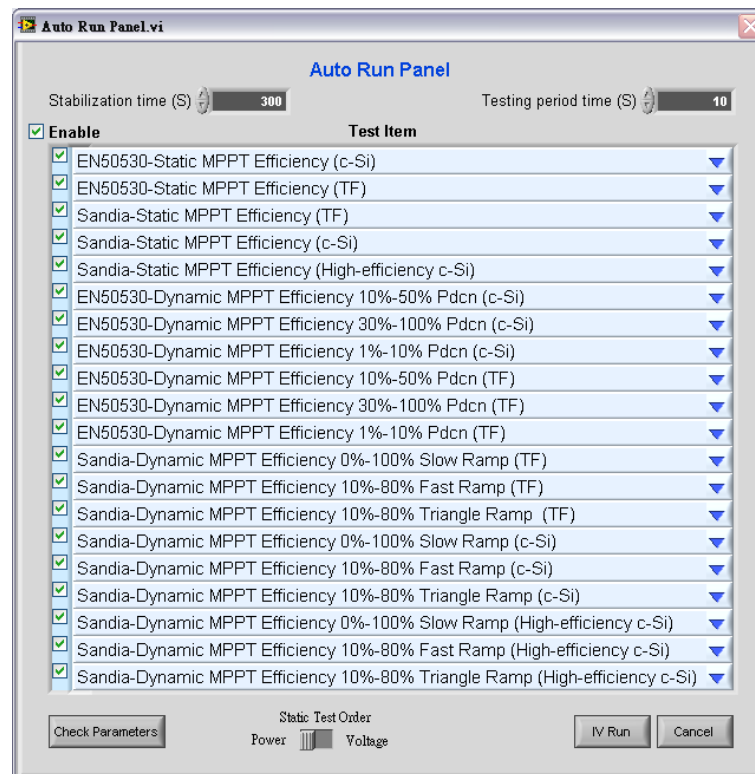 Auto Run Panel.vi
Auto Run Panel
Stabilization time (S) 300 Testing period time (S) 10
Enable Test Item
EN50530-Static MPPT Efficiency (c-Si)
EN50530-Static MPPT Efficiency (TF)
Sandia-Static MPPT Efficiency (TF)
Sandia-Static MPPT Efficiency (c-Si)
Sandia-Static MPPT Efficiency (High-efficiency c-Si)
EN50530-Dynamic MPPT Efficiency 10%-50% Pdcn (c-Si)
EN50530-Dynamic MPPT Efficiency 30%-100% Pdcn (c-Si)
EN50530-Dynamic MPPT Efficiency 1%-10% Pdcn (c-Si)
EN50530-Dynamic MPPT Efficiency 10%-50% Pdcn (TF)
EN50530-Dynamic MPPT Efficiency 30%-100% Pdcn (TF)
EN50530-Dynamic MPPT Efficiency 1%-10% Pdcn (TF)
Sandia-Dynamic MPPT Efficiency 0%-100% Slow Ramp (TF)
Sandia-Dynamic MPPT Efficiency 10%-80% Fast Ramp (TF)
Sandia-Dynamic MPPT Efficiency 10%-80% Triangle Ramp (TF)
Sandia-Dynamic MPPT Efficiency 0%-100% Slow Ramp (c-Si)
Sandia-Dynamic MPPT Efficiency 10%-80% Fast Ramp (c-Si)
Sandia-Dynamic MPPT Efficiency 10%-80% Triangle Ramp (c-Si)
Sandia-Dynamic MPPT Efficiency 0%-100% Slow Ramp (High-efficiency c-Si)
Sandia-Dynamic MPPT Efficiency 10%-80% Fast Ramp (High-efficiency c-Si)
Sandia-Dynamic MPPT Efficiency 10%-80% Triangle Ramp (High-efficiency c-Si)
Static Test Order
Check Parameters Power Voltage IV Run Cancel